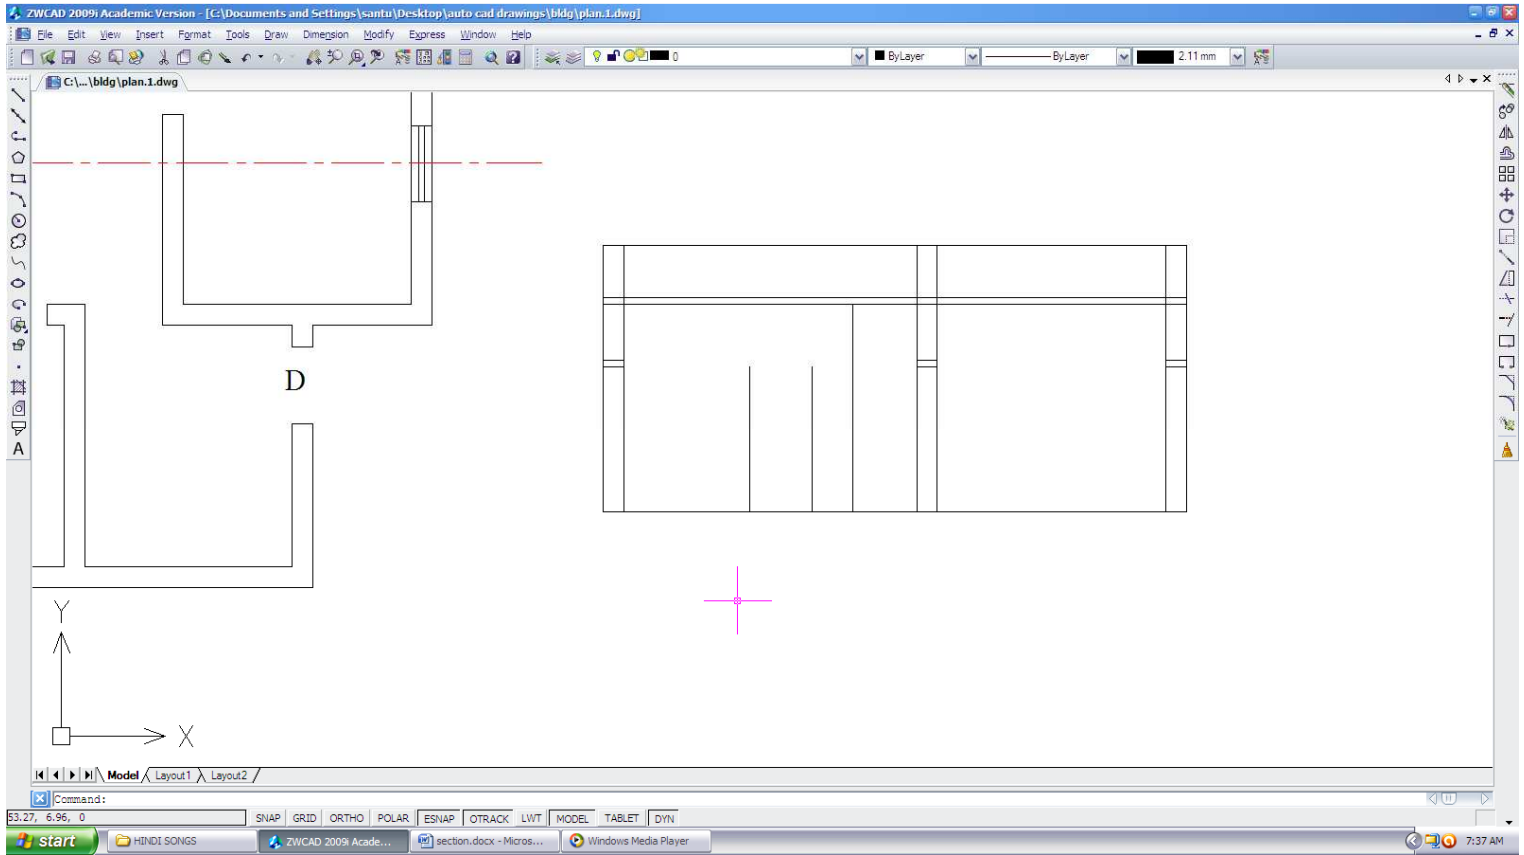 ZWCAD 2009i Academic Version - [C:\Documents and Settings\santu\Desktop\auto cad drawings\bldg\plan.1.dwg]
File Edit View Insert Format Tools Draw Dimension Modify Express Window Help
0 ByLayer ByLayer 2.11 mm
C:\...\bldg\plan.1.dwg
D
A
Y
X
Model Layout1 Layout2
Command:
53.27, 6.96, 0 SNAP GRID ORTHO POLAR ESNAP OTRACK LWT MODEL TABLET DYN
start HINDI SONGS ZWCAD 2009i Acade... section.docx - Micros... Windows Media Player 7:37 AM